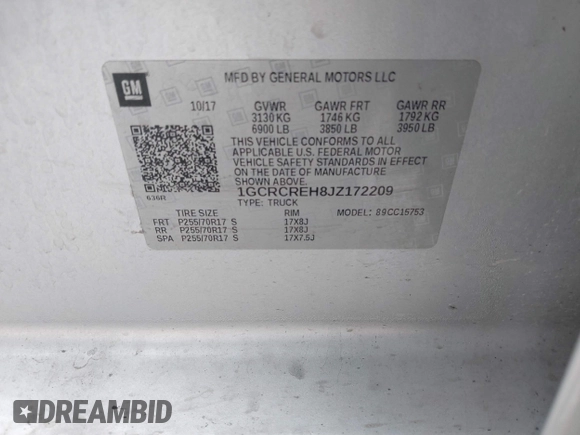 GM
MFD BY GENERAL MOTORS LLC
10/17 GVWR GAWR FRT GAWR RR
3130 KG 1746 KG 1792 KG
6900 LB 3850 LB 3950 LB
THIS VEHICLE CONFORMS TO ALL
APPLICABLE U.S. FEDERAL MOTOR
VEHICLE SAFETY STANDARDS IN EFFECT
ON THE DATE OF MANUFACTURE
SHOWN ABOVE.
1GCRCREH8JZ172209
636R TYPE: TRUCK
TIRE SIZE RIM MODEL: 89CC15753
FRT P255/70R17 S 17X8J
RR P255/70R17 S 17X8J
SPA P255/70R17 S 17X7.5J
DREAMBID